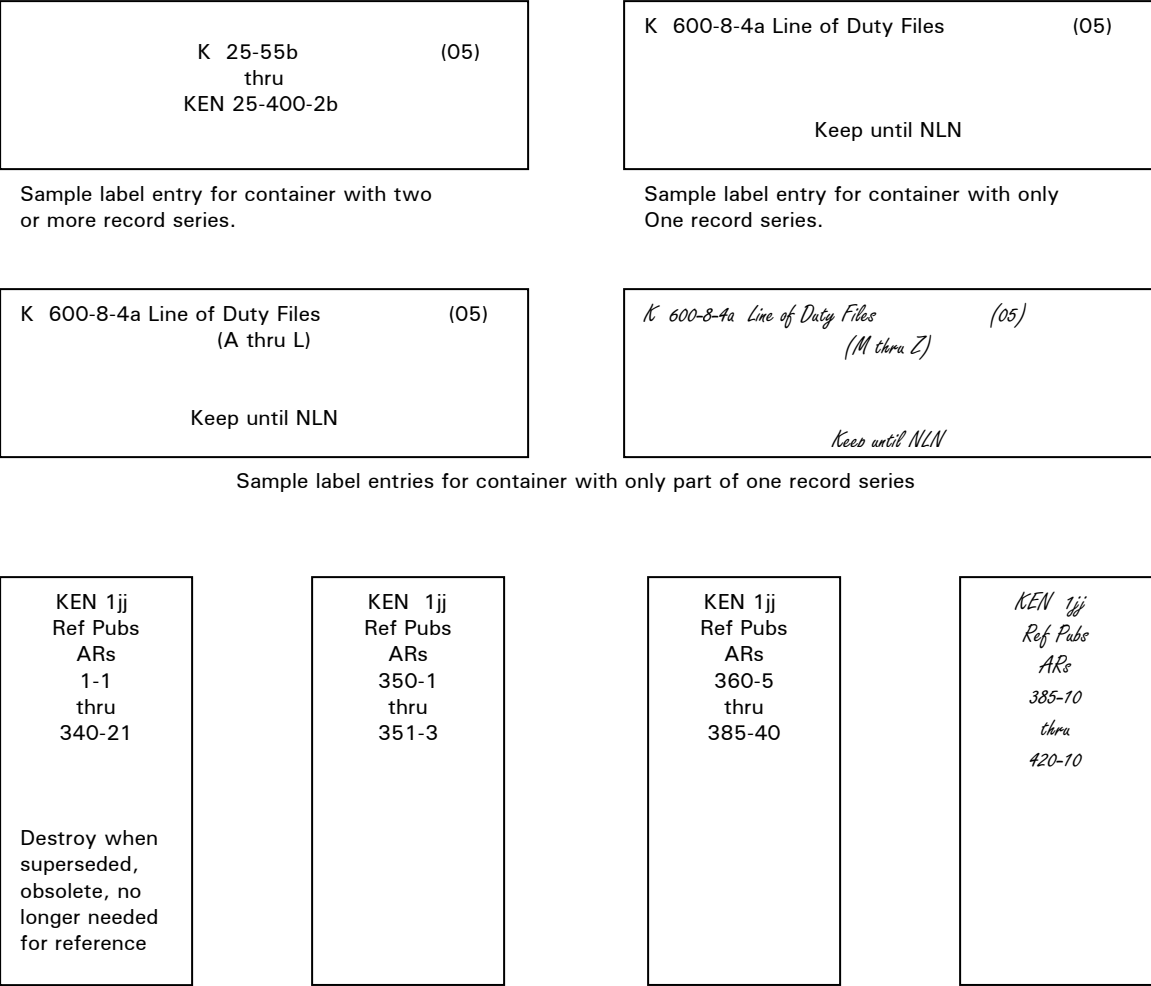 K 25-55b (05)
thru
KEN 25-400-2b
Sample label entry for container with two
or more record series.
K 600-8-4a Line of Duty Files (05)
Keep until NLN
Sample label entry for container with only
One record series.
K 600-8-4a Line of Duty Files (05)
(A thru L)
Keep until NLN
K 600-8-4a Line of Duty Files (05)
(M thru Z)
Keep until NLN
Sample label entries for container with only part of one record series
KEN 1jj
Ref Pubs
ARs
1-1
thru
340-21
Destroy when
superseded,
obsolete, no
longer needed
for reference
KEN 1jj
Ref Pubs
ARs
350-1
thru
351-3
KEN 1jj
Ref Pubs
ARs
360-5
thru
385-40
KEN 1jj
Ref Pubs
ARs
385-10
thru
420-10